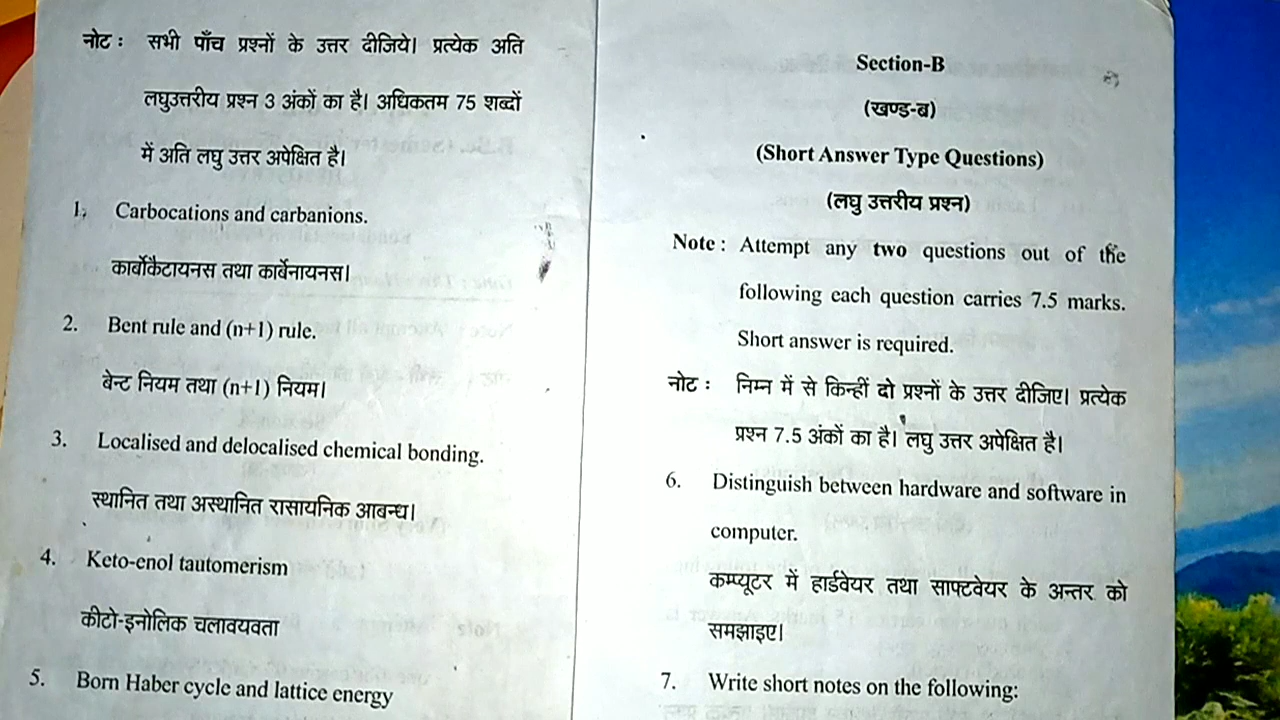 नोट : सभी पाँच प्रश्नों के उत्तर दीजिये। प्रत्येक अति
लघुउत्तरीय प्रश्न 3 अंकों का है। अधिकतम 75 शब्दों
में अति लघु उत्तर अपेक्षित है।
1. Carbocations and carbanions.
कार्बोकैटायनस तथा कार्बेनायनस।
2. Bent rule and (n+1) rule.
बेन्ट नियम तथा (n+1) नियम।
3. Localised and delocalised chemical bonding.
स्थानित तथा अस्थानित रासायनिक आबन्ध।
4. Keto-enol tautomerism
कीटो-इनोलिक चलावयवता
5. Born Haber cycle and lattice energy
Section-B
(खण्ड-ब)
(Short Answer Type Questions)
(लघु उत्तरीय प्रश्न)
Note : Attempt any two questions out of the
following each question carries 7.5 marks.
Short answer is required.
नोट : निम्न में से किन्हीं दो प्रश्नों के उत्तर दीजिए। प्रत्येक
प्रश्न 7.5 अंकों का है। लघु उत्तर अपेक्षित है।
6. Distinguish between hardware and software in
computer.
कम्प्यूटर में हार्डवेयर तथा साफ्टवेयर के अन्तर को
समझाइए।
7. Write short notes on the following: